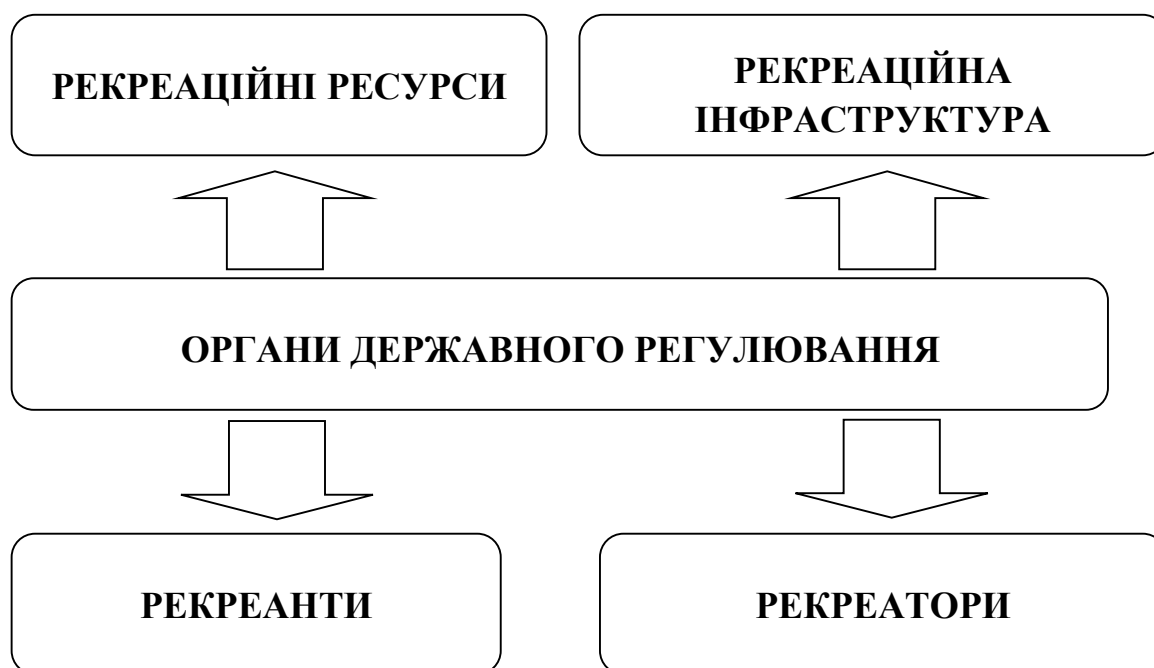 РЕКРЕАЦІЙНІ РЕСУРСИ
РЕКРЕАЦІЙНА
ІНФРАСТРУКТУРА
ОРГАНИ ДЕРЖАВНОГО РЕГУЛЮВАННЯ
РЕКРЕАНТИ
РЕКРЕАТОРИ